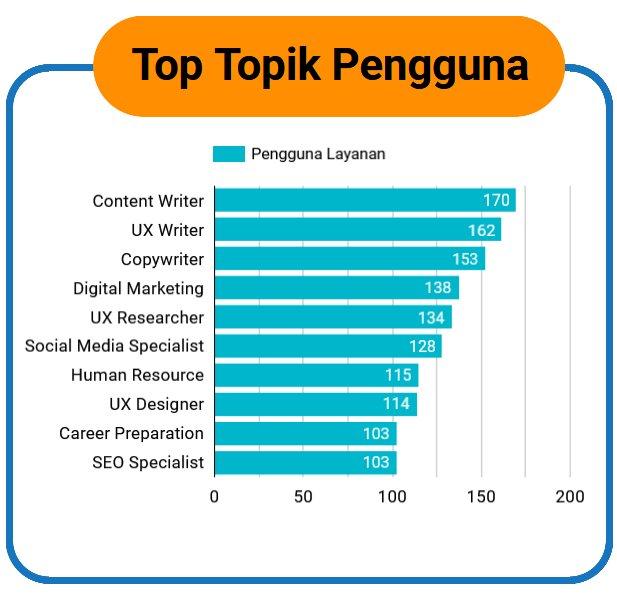 Top Topik Pengguna
Pengguna Layanan
Content Writer 170
UX Writer 162
Copywriter 153
Digital Marketing 138
UX Researcher 134
Social Media Specialist 128
Human Resource 115
UX Designer 114
Career Preparation 103
SEO Specialist 103
0 50 100 150 200